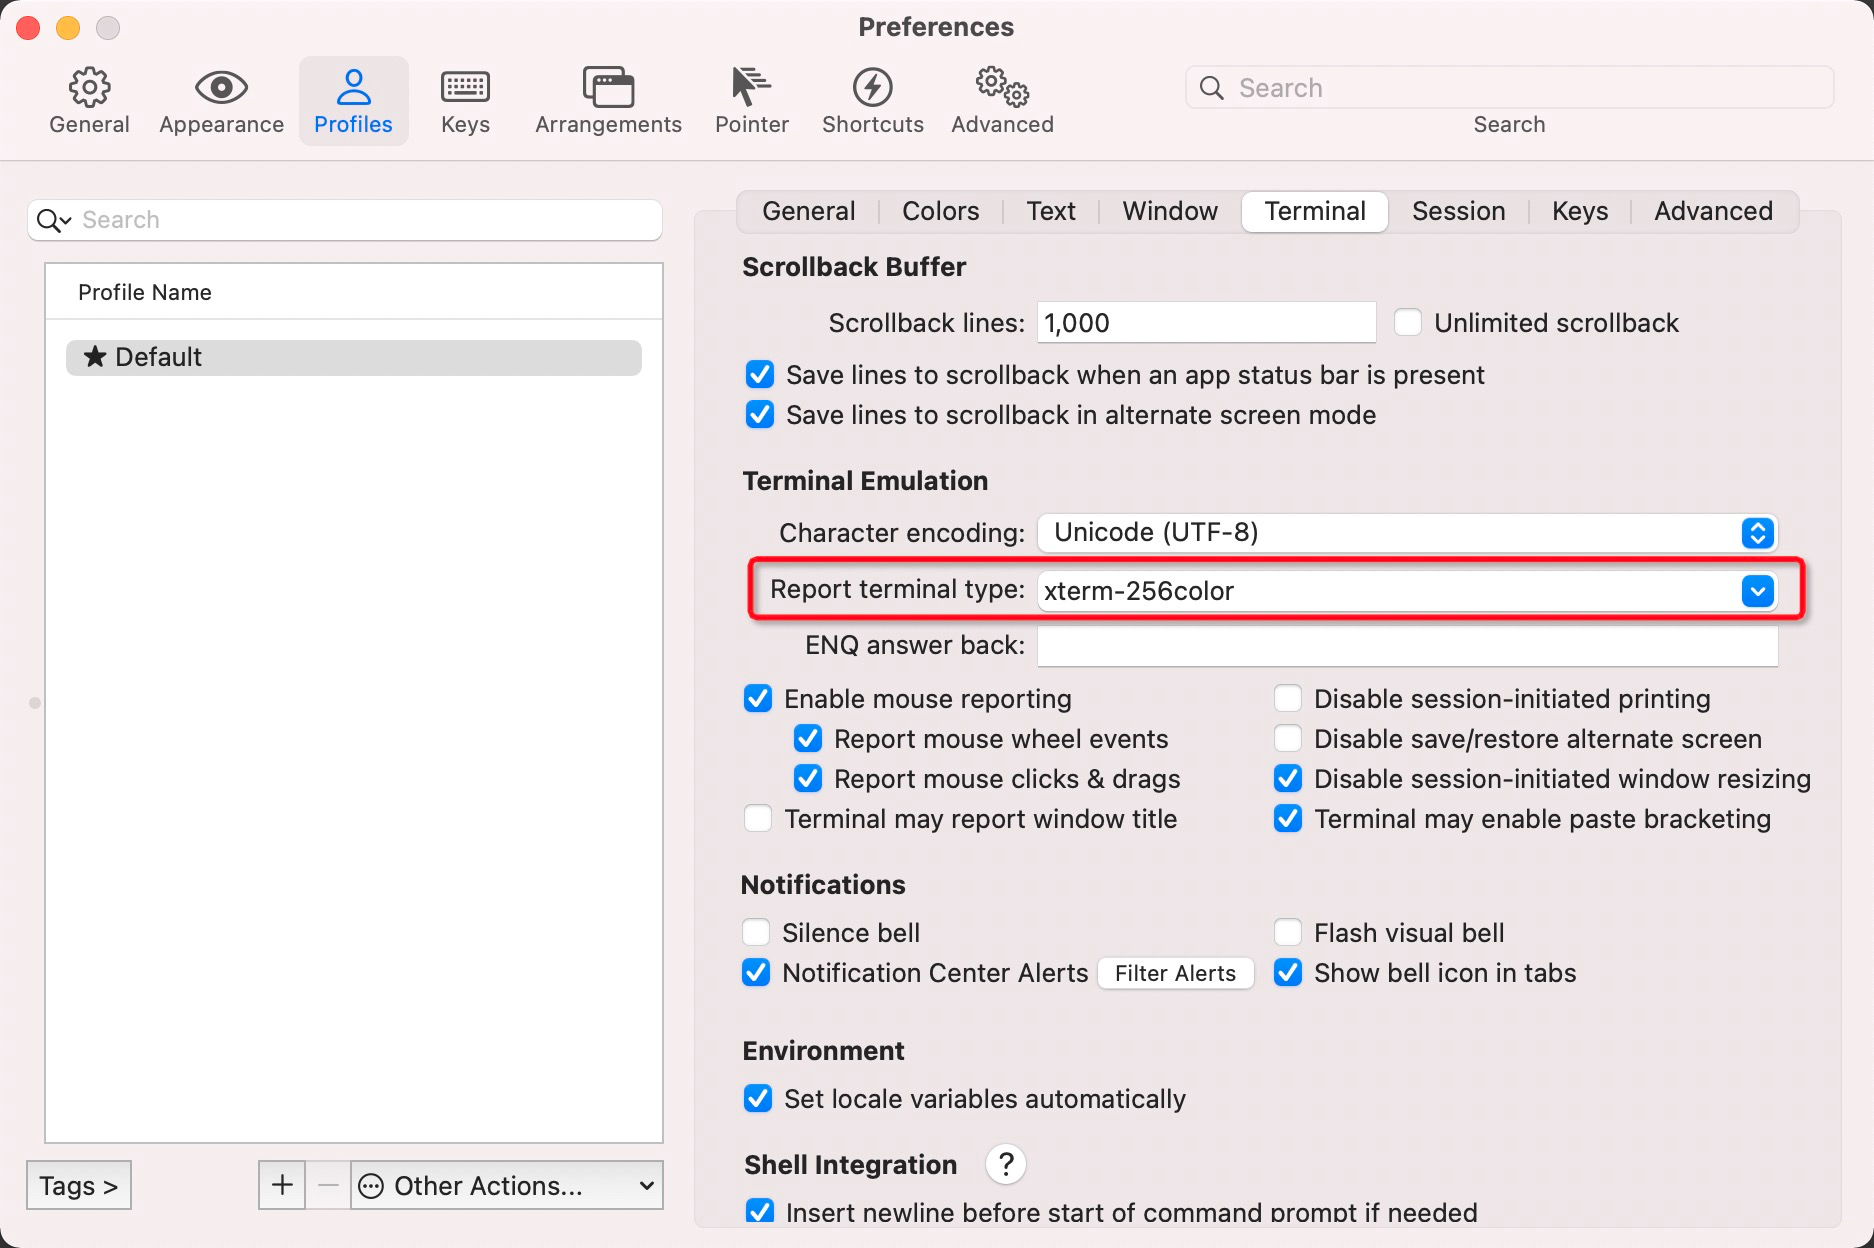 Preferences
General Appearance Profiles Keys Arrangements Pointer Shortcuts Advanced
Search
Search
Search
Profile Name
Default
Tags >
+ − Other Actions...
General Colors Text Window Terminal Session Keys Advanced
Scrollback Buffer
Scrollback lines: 1,000 Unlimited scrollback
Save lines to scrollback when an app status bar is present
Save lines to scrollback in alternate screen mode
Terminal Emulation
Character encoding: Unicode (UTF-8)
Report terminal type: xterm-256color
ENQ answer back:
Enable mouse reporting Disable session-initiated printing
Report mouse wheel events Disable save/restore alternate screen
Report mouse clicks & drags Disable session-initiated window resizing
Terminal may report window title Terminal may enable paste bracketing
Notifications
Silence bell Flash visual bell
Notification Center Alerts Filter Alerts Show bell icon in tabs
Environment
Set locale variables automatically
Shell Integration ?
Insert newline before start of command prompt if needed